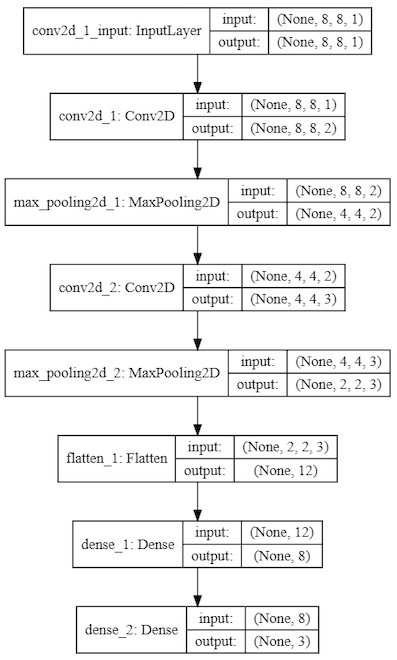 conv2d_1_input: InputLayer
input: (None, 8, 8, 1)
output: (None, 8, 8, 1)
conv2d_1: Conv2D
input: (None, 8, 8, 1)
output: (None, 8, 8, 2)
max_pooling2d_1: MaxPooling2D
input: (None, 8, 8, 2)
output: (None, 4, 4, 2)
conv2d_2: Conv2D
input: (None, 4, 4, 2)
output: (None, 4, 4, 3)
max_pooling2d_2: MaxPooling2D
input: (None, 4, 4, 3)
output: (None, 2, 2, 3)
flatten_1: Flatten
input: (None, 2, 2, 3)
output: (None, 12)
dense_1: Dense
input: (None, 12)
output: (None, 8)
dense_2: Dense
input: (None, 8)
output: (None, 3)